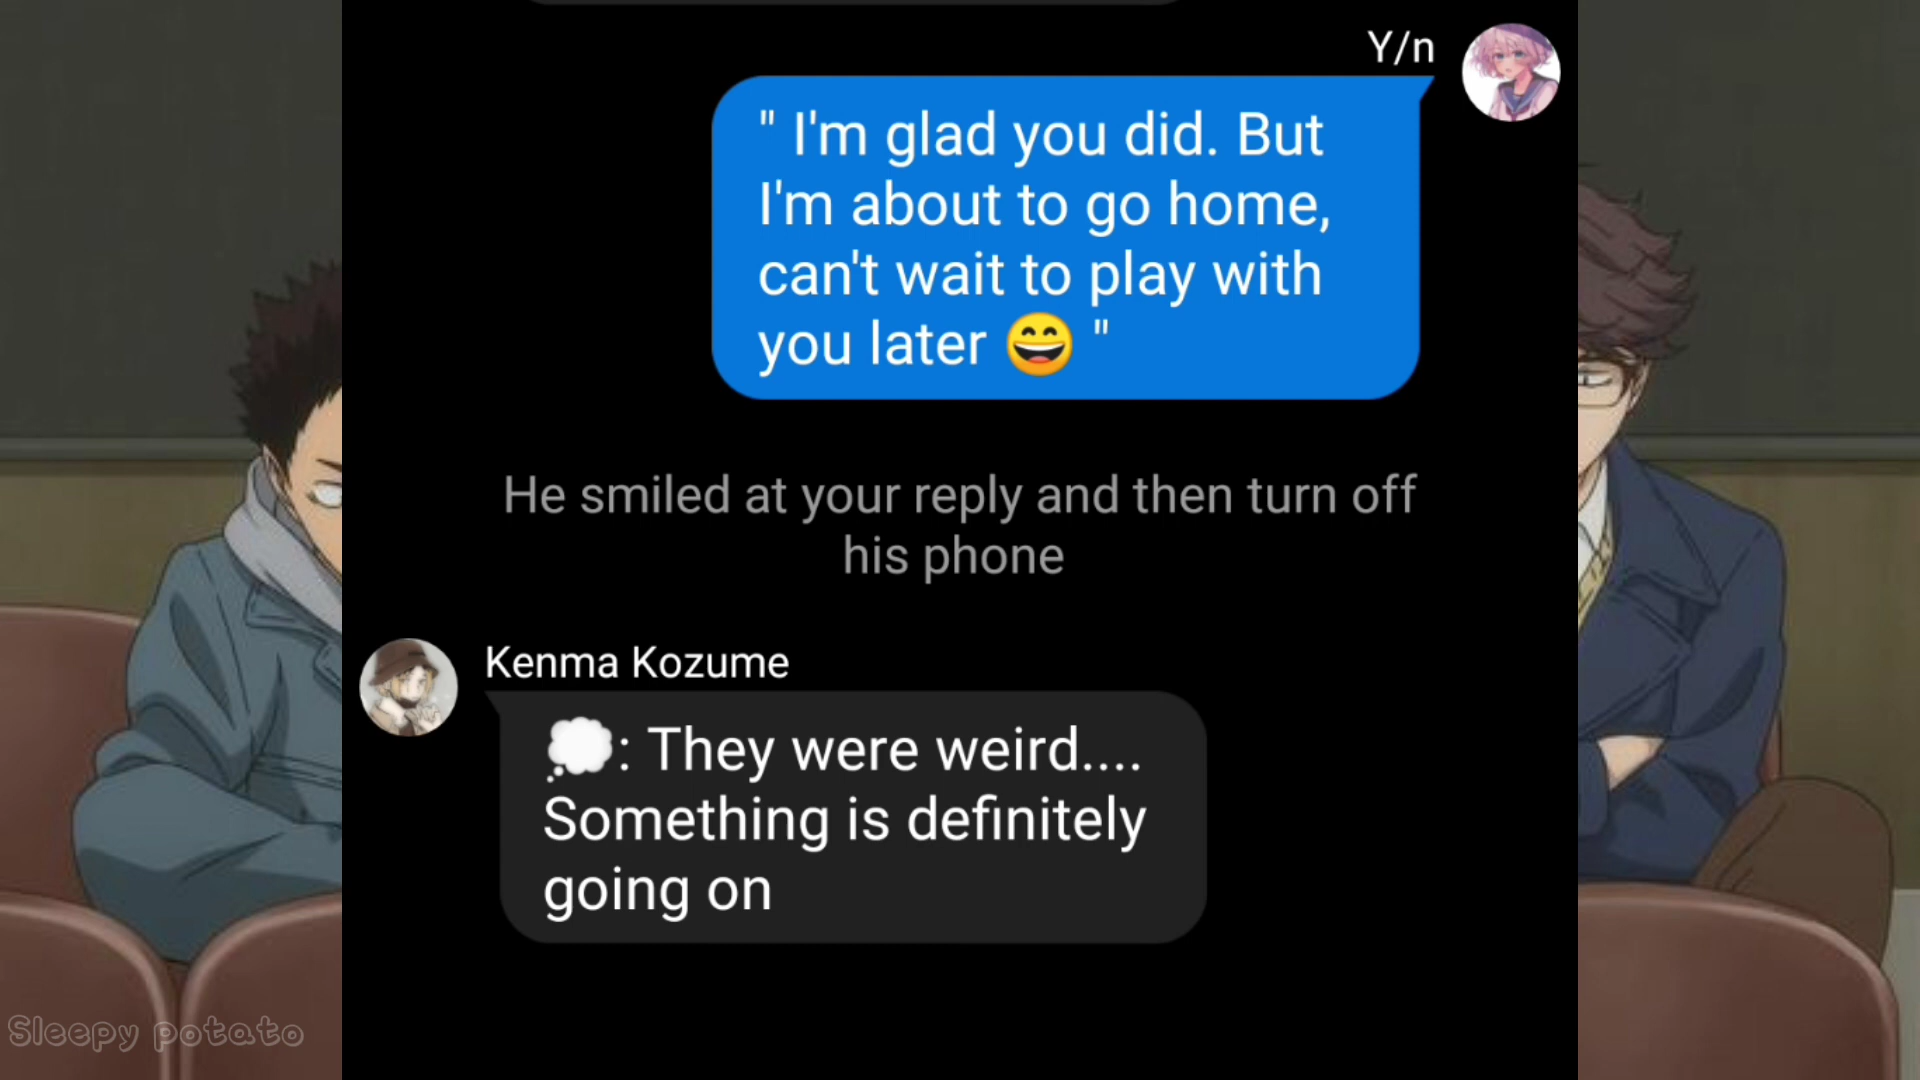 Y/n
" I'm glad you did. But
I'm about to go home,
can't wait to play with
you later 😄 "
He smiled at your reply and then turn off
his phone
Kenma Kozume
💭: They were weird....
Something is definitely
going on
Sleepy potato